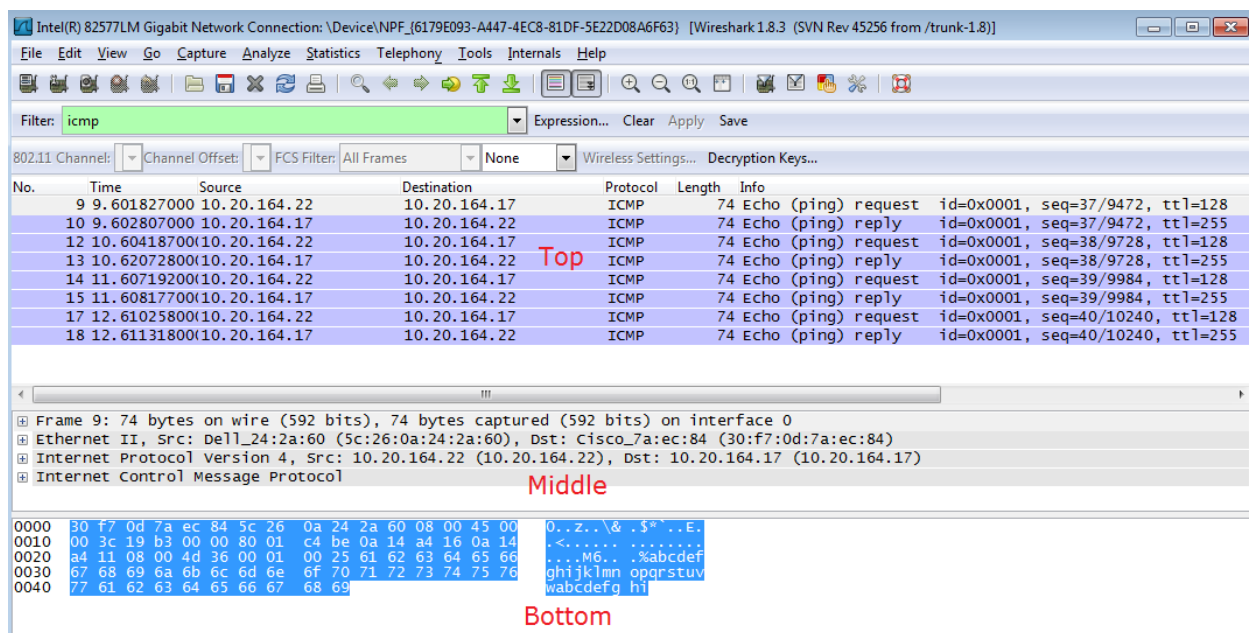 Intel(R) 82577LM Gigabit Network Connection: \Device\NPF_{6179E093-A447-4EC8-81DF-5E22D08A6F63} [Wireshark 1.8.3 (SVN Rev 45256 from /trunk-1.8)]
File Edit View Go Capture Analyze Statistics Telephony Tools Internals Help
Filter: icmp Expression... Clear Apply Save
802.11 Channel: Channel Offset: FCS Filter: All Frames None Wireless Settings... Decryption Keys...
No. Time Source Destination Protocol Length Info
9 9.601827000 10.20.164.22 10.20.164.17 ICMP 74 Echo (ping) request id=0x0001, seq=37/9472, ttl=128
10 9.602807000 10.20.164.17 10.20.164.22 ICMP 74 Echo (ping) reply id=0x0001, seq=37/9472, ttl=255
12 10.60418700(10.20.164.22 10.20.164.17 ICMP 74 Echo (ping) request id=0x0001, seq=38/9728, ttl=128
13 10.62072800(10.20.164.17 10.20.164.22 ICMP 74 Echo (ping) reply id=0x0001, seq=38/9728, ttl=255
Top
14 11.60719200(10.20.164.22 10.20.164.17 ICMP 74 Echo (ping) request id=0x0001, seq=39/9984, ttl=128
15 11.60817700(10.20.164.17 10.20.164.22 ICMP 74 Echo (ping) reply id=0x0001, seq=39/9984, ttl=255
17 12.61025800(10.20.164.22 10.20.164.17 ICMP 74 Echo (ping) request id=0x0001, seq=40/10240, ttl=128
18 12.61131800(10.20.164.17 10.20.164.22 ICMP 74 Echo (ping) reply id=0x0001, seq=40/10240, ttl=255
Frame 9: 74 bytes on wire (592 bits), 74 bytes captured (592 bits) on interface 0
Ethernet II, Src: Dell_24:2a:60 (5c:26:0a:24:2a:60), Dst: Cisco_7a:ec:84 (30:f7:0d:7a:ec:84)
Internet Protocol Version 4, Src: 10.20.164.22 (10.20.164.22), Dst: 10.20.164.17 (10.20.164.17)
Internet Control Message Protocol
Middle
0000 30 f7 0d 7a ec 84 5c 26 0a 24 2a 60 08 00 45 00 0..z..\& .$*`..E.
0010 00 3c 19 b3 00 00 80 01 c4 be 0a 14 a4 16 0a 14 .<...... ........
0020 a4 11 08 00 4d 36 00 01 00 25 61 62 63 64 65 66 ....M6.. .%abcdef
0030 67 68 69 6a 6b 6c 6d 6e 6f 70 71 72 73 74 75 76 ghijklmn opqrstuv
0040 77 61 62 63 64 65 66 67 68 69 wabcdefg hi
Bottom